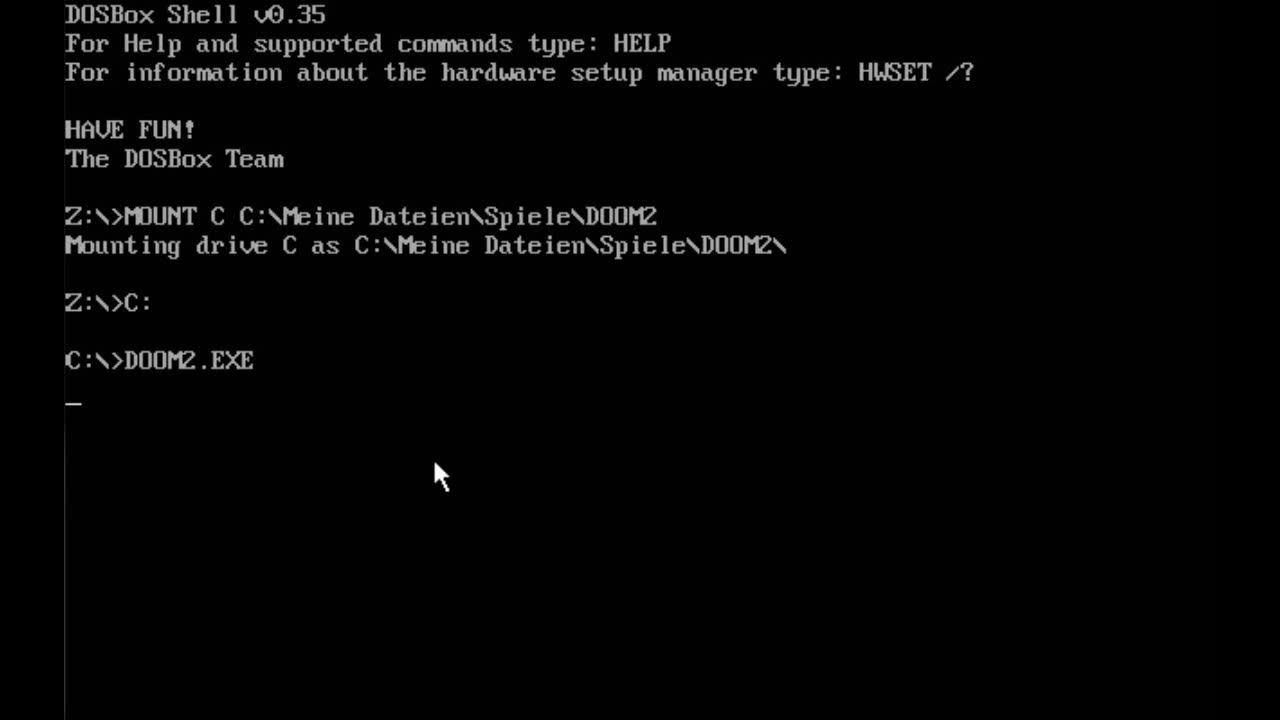 DOSBox Shell v0.35
For Help and supported commands type: HELP
For information about the hardware setup manager type: HWSET /?
HAVE FUN!
The DOSBox Team
Z:\>MOUNT C C:\Meine Dateien\Spiele\DOOM2
Mounting drive C as C:\Meine Dateien\Spiele\DOOM2\
Z:\>C:
C:\>DOOM2.EXE
_